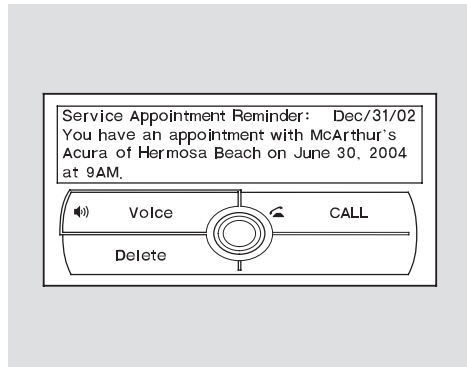 Service Appointment Reminder: Dec/31/02
You have an appointment with McArthur's
Acura of Hermosa Beach on June 30, 2004
at 9AM.
Voice CALL
Delete